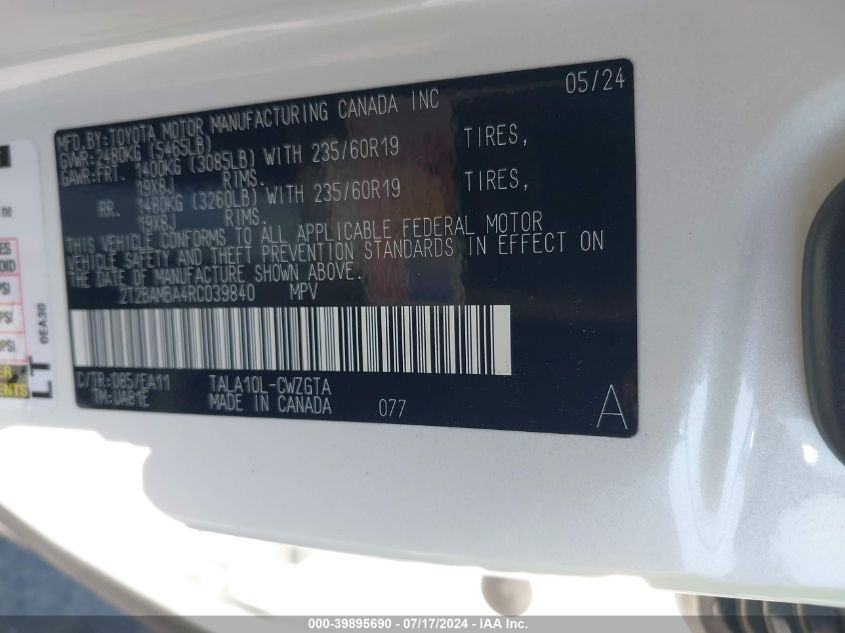 05/24
MFD.BY:TOYOTA MOTOR MANUFACTURING CANADA INC
GVWR:2480KG (5465LB)
GAWR:FRT. 1400KG (3085LB) WITH 235/60R19 TIRES,
19X8J RIMS.
RR. 1480KG (3260LB) WITH 235/60R19 TIRES,
19X8J RIMS.
THIS VEHICLE CONFORMS TO ALL APPLICABLE FEDERAL MOTOR
VEHICLE SAFETY AND THEFT PREVENTION STANDARDS IN EFFECT ON
THE DATE OF MANUFACTURE SHOWN ABOVE.
2T2BAMBA4RC039840 MPV
C/TR:085/EA11 TALA10L-CWZGTA
TM:UA81E MADE IN CANADA 077
A
LT
0EA30
000-39895690 - 07/17/2024 - IAA Inc.